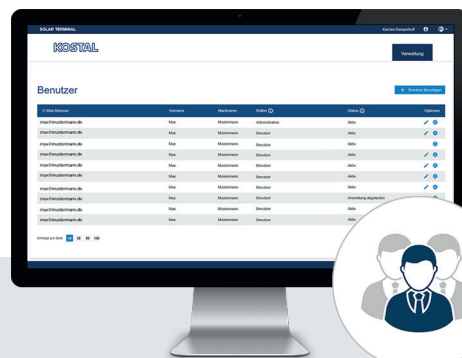 SOLAR TERMINAL Karsten Kamperhoff
KOSTAL
Verwaltung
Benutzer
+ Benutzer hinzufügen
E-Mail-Adresse Vorname Nachname Rollen Status Optionen
max@mustermann.de Max Mustermann Administration Aktiv
max@mustermann.de Max Mustermann Benutzer Aktiv
max@mustermann.de Max Mustermann Benutzer Aktiv
max@mustermann.de Max Mustermann Benutzer Aktiv
max@mustermann.de Max Mustermann Benutzer Aktiv
max@mustermann.de Max Mustermann Benutzer Aktiv
max@mustermann.de Max Mustermann Benutzer Aktiv
max@mustermann.de Max Mustermann Benutzer Anmeldung abgelaufen
max@mustermann.de Max Mustermann Benutzer Aktiv
max@mustermann.de Max Mustermann Benutzer Aktiv
Einträge pro Seite: 10 25 50 100